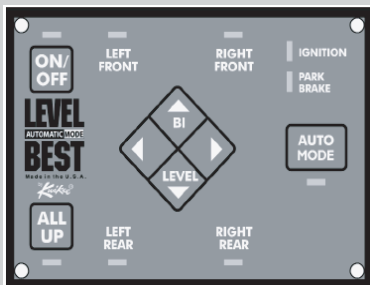 ON/
OFF
LEFT
FRONT
RIGHT
FRONT
IGNITION
PARK
BRAKE
LEVEL
AUTOMATIC MODE
BEST
Made in the U.S.A.
BI
LEVEL
AUTO
MODE
ALL
UP
LEFT
REAR
RIGHT
REAR